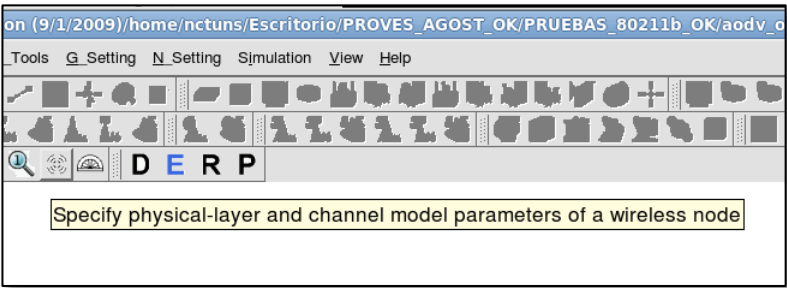 on (9/1/2009)/home/nctuns/Escritorio/PROVES_AGOST_OK/PRUEBAS_80211b_OK/aodv_o
_Tools G_Setting N_Setting Simulation View Help
1 D E R P
Specify physical-layer and channel model parameters of a wireless node